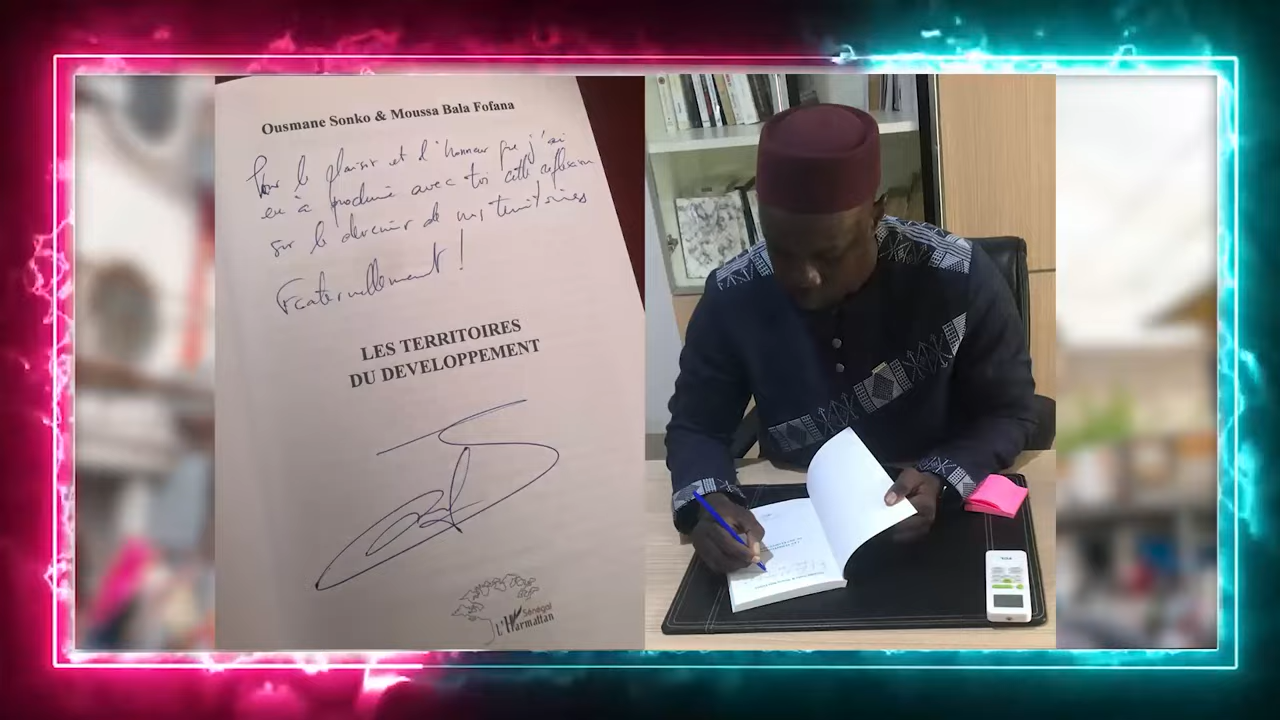 Ousmane Sonko & Moussa Bala Fofana
Pour le plaisir et l'honneur que j'ai
eu à produire avec toi cette reflexion
sur le devenir de nos territoires
Fraternellement !
LES TERRITOIRES
DU DEVELOPPEMENT
L'Harmattan
Sénégal